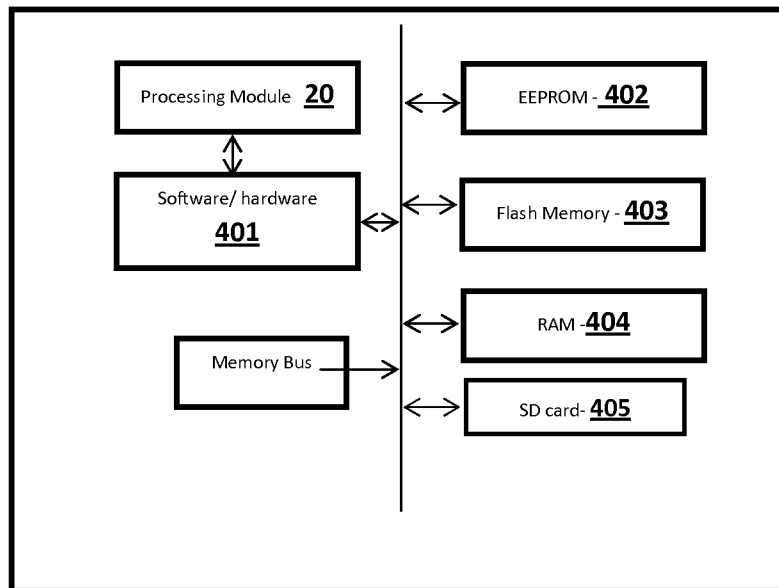 Processing Module 20
Software/ hardware
401
Memory Bus
EEPROM - 402
Flash Memory - 403
RAM -404
SD card- 405